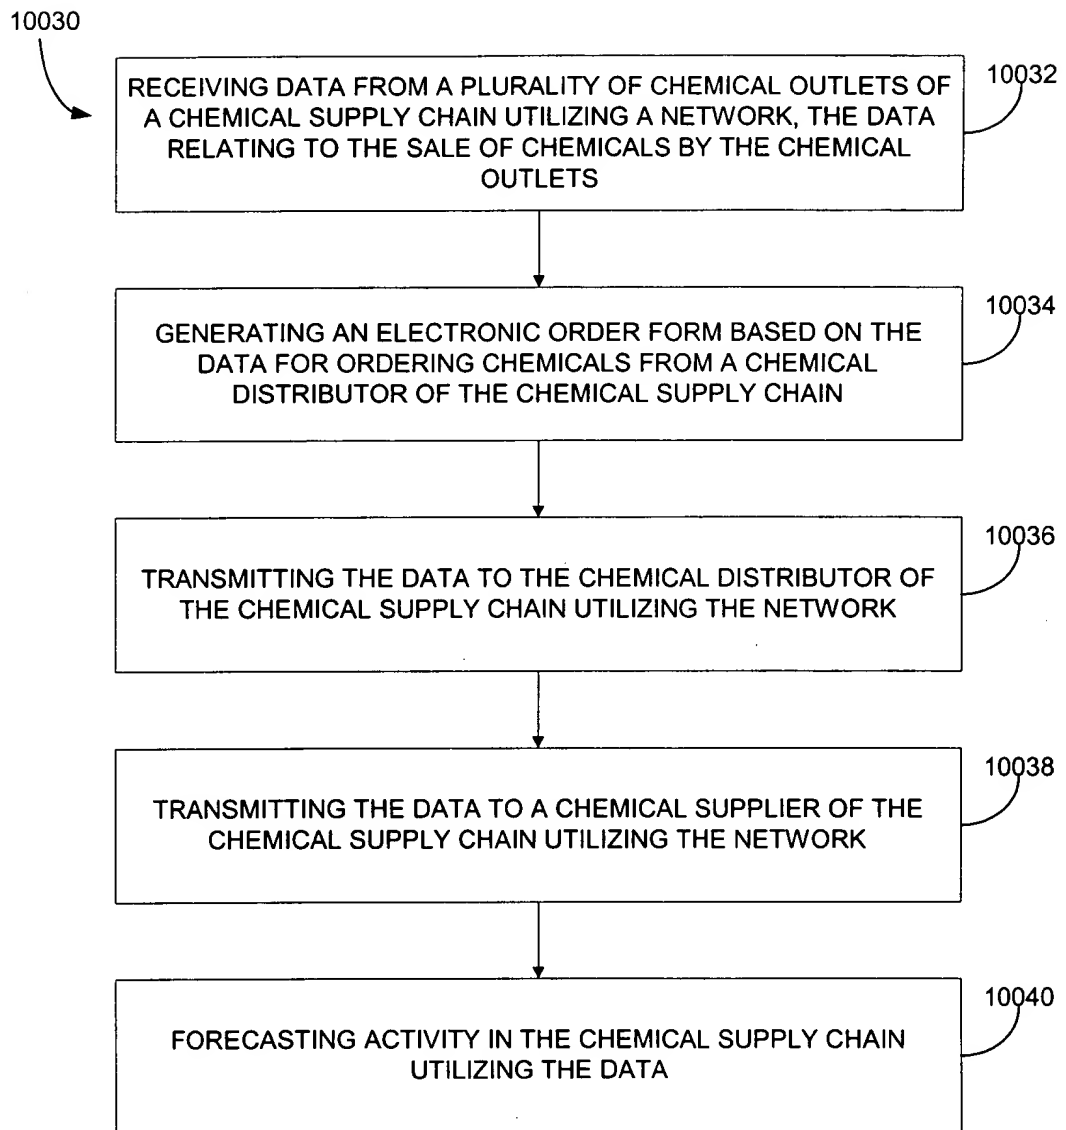 10030
RECEIVING DATA FROM A PLURALITY OF CHEMICAL OUTLETS OF
A CHEMICAL SUPPLY CHAIN UTILIZING A NETWORK, THE DATA
RELATING TO THE SALE OF CHEMICALS BY THE CHEMICAL
OUTLETS
10032
GENERATING AN ELECTRONIC ORDER FORM BASED ON THE
DATA FOR ORDERING CHEMICALS FROM A CHEMICAL
DISTRIBUTOR OF THE CHEMICAL SUPPLY CHAIN
10034
TRANSMITTING THE DATA TO THE CHEMICAL DISTRIBUTOR OF
THE CHEMICAL SUPPLY CHAIN UTILIZING THE NETWORK
10036
TRANSMITTING THE DATA TO A CHEMICAL SUPPLIER OF THE
CHEMICAL SUPPLY CHAIN UTILIZING THE NETWORK
10038
FORECASTING ACTIVITY IN THE CHEMICAL SUPPLY CHAIN
UTILIZING THE DATA
10040